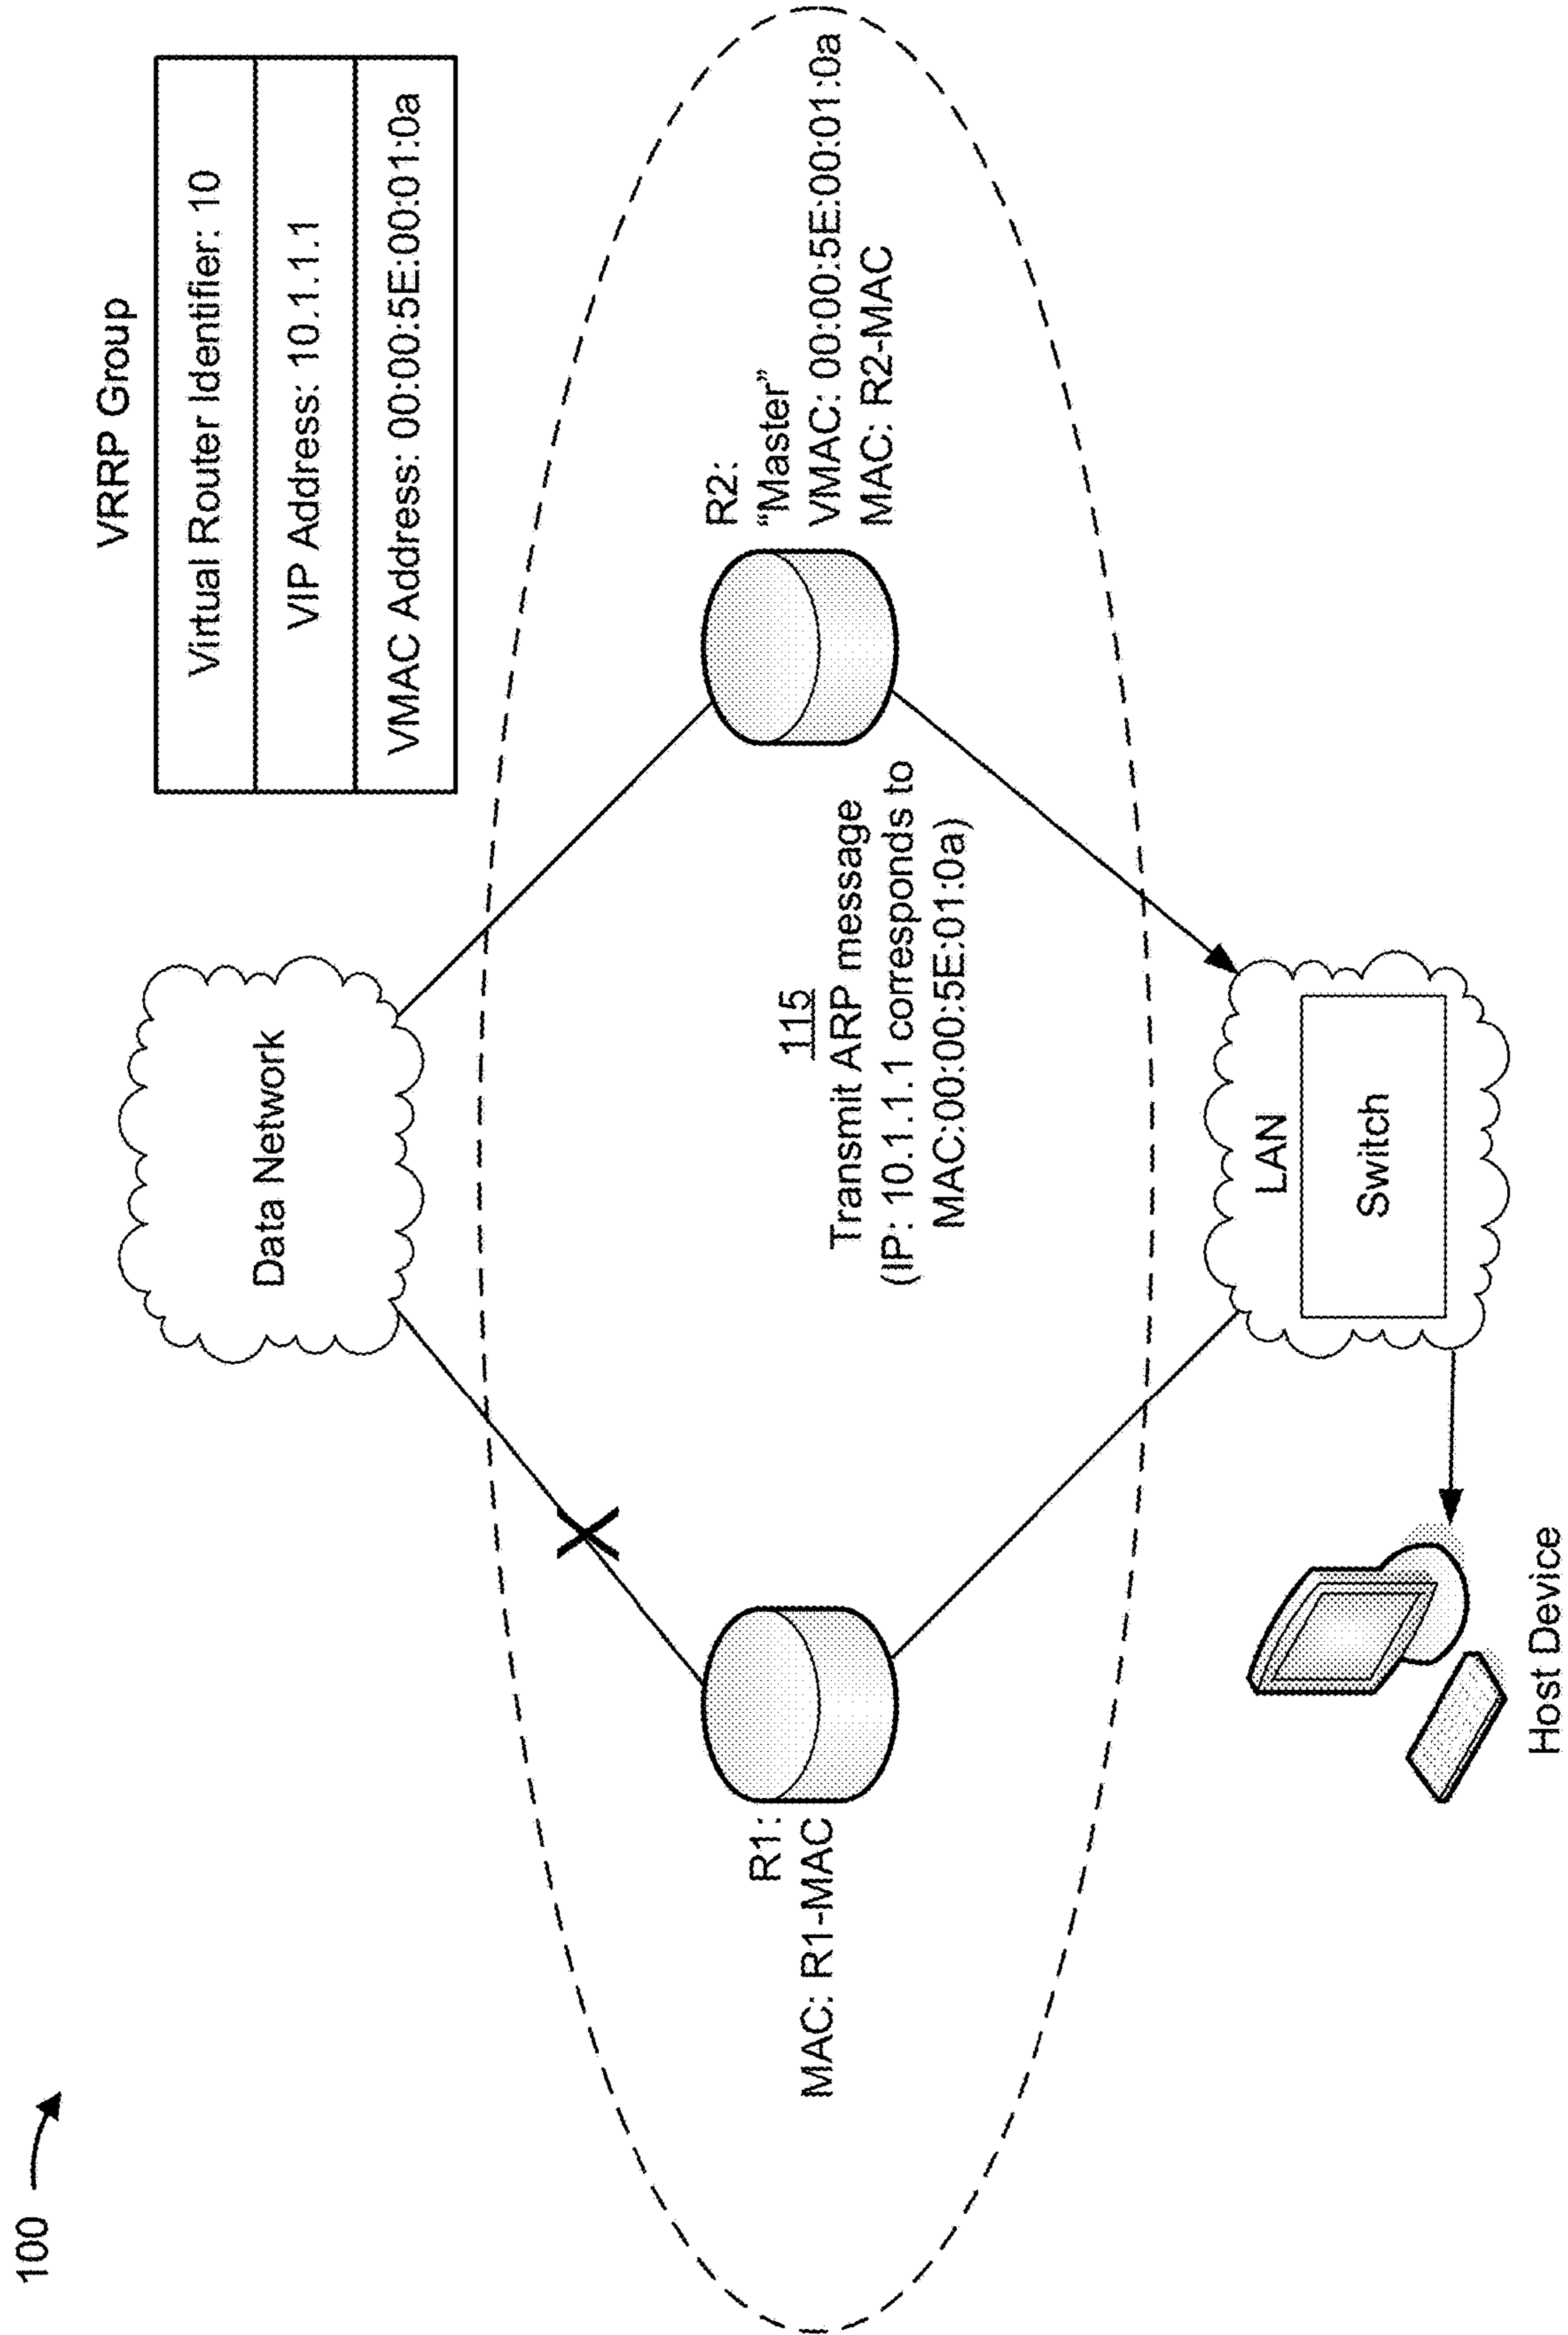 100
VRRP Group
Virtual Router Identifier: 10
VIP Address: 10.1.1.1
VMAC Address: 00:00:5E:00:01:0a
Data Network
R1:
MAC: R1-MAC
R2:
“Master”
VMAC: 00:00:5E:00:01:0a
MAC: R2-MAC
115
Transmit ARP message
(IP: 10.1.1.1 corresponds to
MAC:00:00:5E:01:0a)
LAN
Switch
Host Device